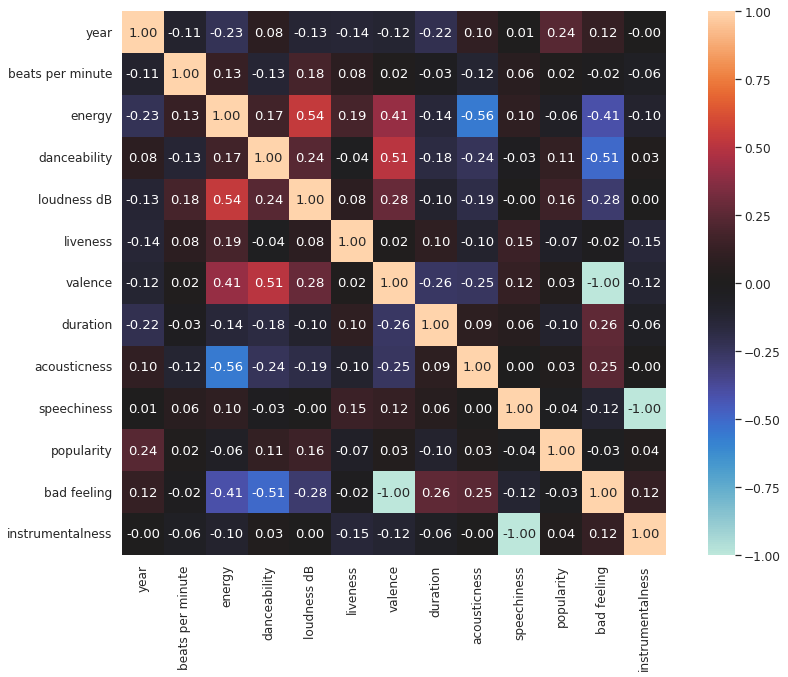 year 1.00 -0.11 -0.23 0.08 -0.13 -0.14 -0.12 -0.22 0.10 0.01 0.24 0.12 -0.00
beats per minute -0.11 1.00 0.13 -0.13 0.18 0.08 0.02 -0.03 -0.12 0.06 0.02 -0.02 -0.06
energy -0.23 0.13 1.00 0.17 0.54 0.19 0.41 -0.14 -0.56 0.10 -0.06 -0.41 -0.10
danceability 0.08 -0.13 0.17 1.00 0.24 -0.04 0.51 -0.18 -0.24 -0.03 0.11 -0.51 0.03
loudness dB -0.13 0.18 0.54 0.24 1.00 0.08 0.28 -0.10 -0.19 -0.00 0.16 -0.28 0.00
liveness -0.14 0.08 0.19 -0.04 0.08 1.00 0.02 0.10 -0.10 0.15 -0.07 -0.02 -0.15
valence -0.12 0.02 0.41 0.51 0.28 0.02 1.00 -0.26 -0.25 0.12 0.03 -1.00 -0.12
duration -0.22 -0.03 -0.14 -0.18 -0.10 0.10 -0.26 1.00 0.09 0.06 -0.10 0.26 -0.06
acousticness 0.10 -0.12 -0.56 -0.24 -0.19 -0.10 -0.25 0.09 1.00 0.00 0.03 0.25 -0.00
speechiness 0.01 0.06 0.10 -0.03 -0.00 0.15 0.12 0.06 0.00 1.00 -0.04 -0.12 -1.00
popularity 0.24 0.02 -0.06 0.11 0.16 -0.07 0.03 -0.10 0.03 -0.04 1.00 -0.03 0.04
bad feeling 0.12 -0.02 -0.41 -0.51 -0.28 -0.02 -1.00 0.26 0.25 -0.12 -0.03 1.00 0.12
instrumentalness -0.00 -0.06 -0.10 0.03 0.00 -0.15 -0.12 -0.06 -0.00 -1.00 0.04 0.12 1.00
year
beats per minute
energy
danceability
loudness dB
liveness
valence
duration
acousticness
speechiness
popularity
bad feeling
instrumentalness
1.00
0.75
0.50
0.25
0.00
−0.25
−0.50
−0.75
−1.00